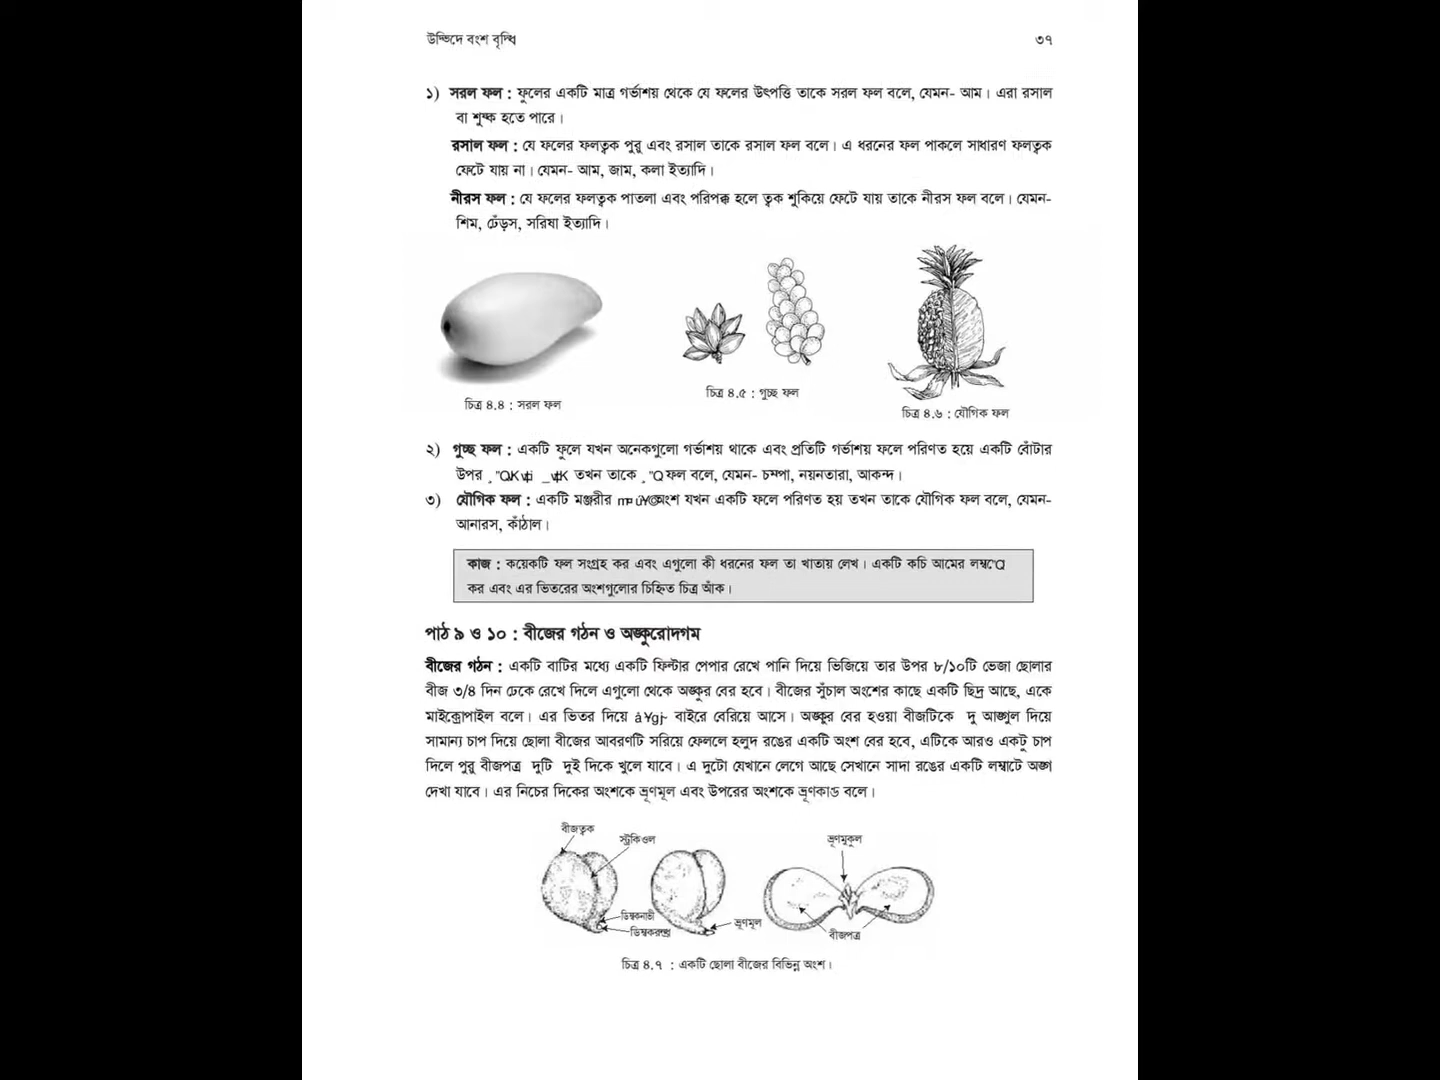 উদ্ভিদে বংশ বৃদ্ধি ৩৭
১) সরল ফল : ফুলের একটি মাত্র গর্ভাশয় থেকে যে ফলের উৎপত্তি তাকে সরল ফল বলে, যেমন- আম। এরা রসাল
বা শুষ্ক হতে পারে।
রসাল ফল : যে ফলের ফলত্বক পুরু এবং রসাল তাকে রসাল ফল বলে। এ ধরনের ফল পাকলে সাধারণ ফলত্বক
ফেটে যায় না। যেমন- আম, জাম, কলা ইত্যাদি।
নীরস ফল : যে ফলের ফলত্বক পাতলা এবং পরিপক্ক হলে ত্বক শুকিয়ে ফেটে যায় তাকে নীরস ফল বলে। যেমন-
শিম, ঢেঁড়স, সরিষা ইত্যাদি।
চিত্র ৪.৪ : সরল ফল
চিত্র ৪.৫ : গুচ্ছ ফল
চিত্র ৪.৬ : যৌগিক ফল
২) গুচ্ছ ফল : একটি ফুলে যখন অনেকগুলো গর্ভাশয় থাকে এবং প্রতিটি গর্ভাশয় ফলে পরিণত হয়ে একটি বোঁটার
উপর তখন তাকে ফল বলে, যেমন- চম্পা, নয়নতারা, আকন্দ।
৩) যৌগিক ফল : একটি মঞ্জরীর অংশ যখন একটি ফলে পরিণত হয় তখন তাকে যৌগিক ফল বলে, যেমন-
আনারস, কাঁঠাল।
কাজ : কয়েকটি ফল সংগ্রহ কর এবং এগুলো কী ধরনের ফল তা খাতায় লেখ। একটি কচি আমের
কর এবং এর ভিতরের অংশগুলোর চিহ্নিত চিত্র আঁক।
পাঠ ৯ ও ১০ : বীজের গঠন ও অঙ্কুরোদগম
বীজের গঠন : একটি বাটির মধ্যে একটি ফিল্টার পেপার রেখে পানি দিয়ে ভিজিয়ে তার উপর ৮/১০টি ভেজা ছোলার
বীজ ৩/৪ দিন ঢেকে রেখে দিলে এগুলো থেকে অঙ্কুর বের হবে। বীজের সুঁচাল অংশের কাছে একটি ছিদ্র আছে, একে
মাইক্রোপাইল বলে। এর ভিতর দিয়ে বাইরে বেরিয়ে আসে। অঙ্কুর বের হওয়া বীজটিকে দু আঙ্গুল দিয়ে
সামান্য চাপ দিয়ে ছোলা বীজের আবরণটি সরিয়ে ফেললে হলুদ রঙের একটি অংশ বের হবে, এটিকে আরও একটু চাপ
দিলে পুরু বীজপত্র দুটি দুই দিকে খুলে যাবে। এ দুটো যেখানে লেগে আছে সেখানে সাদা রঙের একটি লম্বাটে অঙ্গ
দেখা যাবে। এর নিচের দিকের অংশকে ভ্রূণমূল এবং উপরের অংশকে ভ্রূণকাণ্ড বলে।
বীজত্বক
স্ট্রকিওল
ডিম্বকনাভী
ডিম্বকরন্ধ্র
ভ্রূণমূল
ভ্রূণমুকুল
বীজপত্র
চিত্র ৪.৭ : একটি ছোলা বীজের বিভিন্ন অংশ।